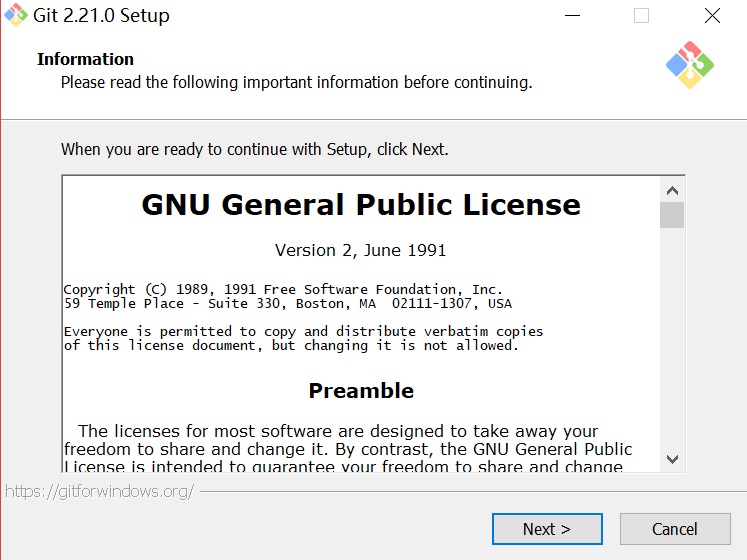 Git 2.21.0 Setup
Information
Please read the following important information before continuing.
When you are ready to continue with Setup, click Next.
GNU General Public License
Version 2, June 1991
Copyright (C) 1989, 1991 Free Software Foundation, Inc.
59 Temple Place - Suite 330, Boston, MA  02111-1307, USA
Everyone is permitted to copy and distribute verbatim copies
of this license document, but changing it is not allowed.
Preamble
The licenses for most software are designed to take away your
freedom to share and change it. By contrast, the GNU General Public
License is intended to guarantee your freedom to share and change
https://gitforwindows.org/
Next >
Cancel